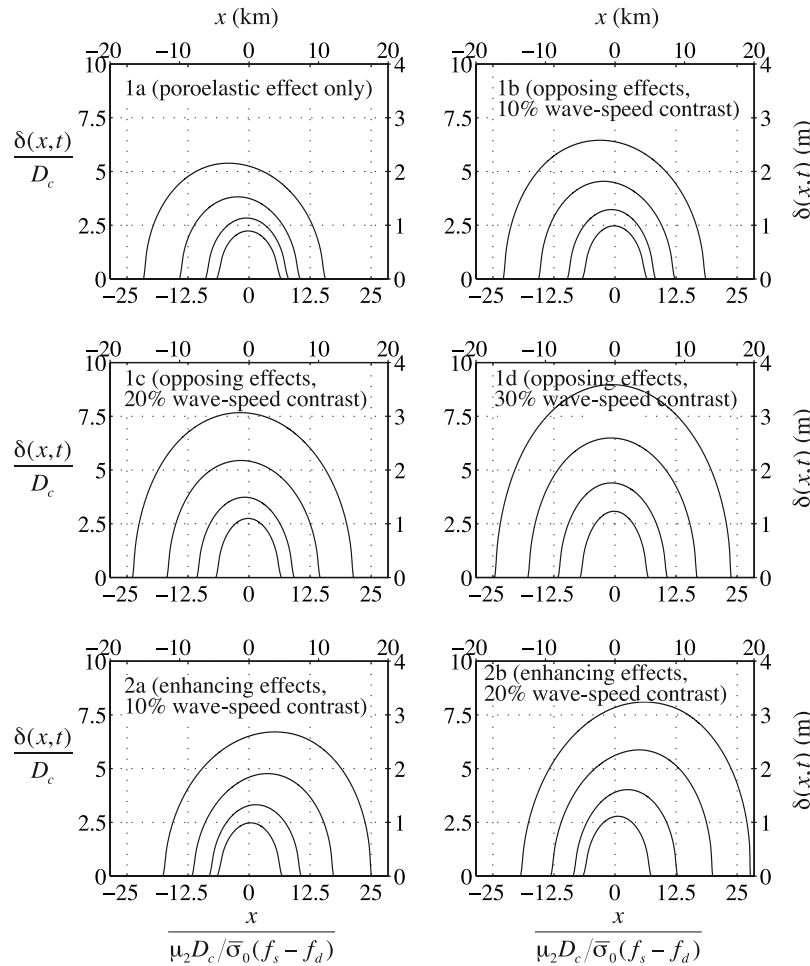 x (km) x (km)
−20 −10 0 10 20 −20 −10 0 10 20
10 4 10 4
1a (poroelastic effect only) 1b (opposing effects,
10% wave-speed contrast)
7.5 3 7.5 3
δ(x,t)
D_c
5 2 5 2
δ(x,t) (m)
2.5 1 2.5 1
0 0 0 0
−25 −12.5 0 12.5 25 −25 −12.5 0 12.5 25
−20 −10 0 10 20 −20 −10 0 10 20
10 4 10 4
1c (opposing effects,
20% wave-speed contrast)
1d (opposing effects,
30% wave-speed contrast)
7.5 3 7.5 3
δ(x,t)
D_c
5 2 5 2
δ(x,t) (m)
2.5 1 2.5 1
0 0 0 0
−25 −12.5 0 12.5 25 −25 −12.5 0 12.5 25
−20 −10 0 10 20 −20 −10 0 10 20
10 4 10 4
2a (enhancing effects,
10% wave-speed contrast)
2b (enhancing effects,
20% wave-speed contrast)
7.5 3 7.5 3
δ(x,t)
D_c
5 2 5 2
δ(x,t) (m)
2.5 1 2.5 1
0 0 0 0
−25 −12.5 0 12.5 25 −25 −12.5 0 12.5 25
x x
μ₂D_c/σ̄₀(f_s − f_d) μ₂D_c/σ̄₀(f_s − f_d)